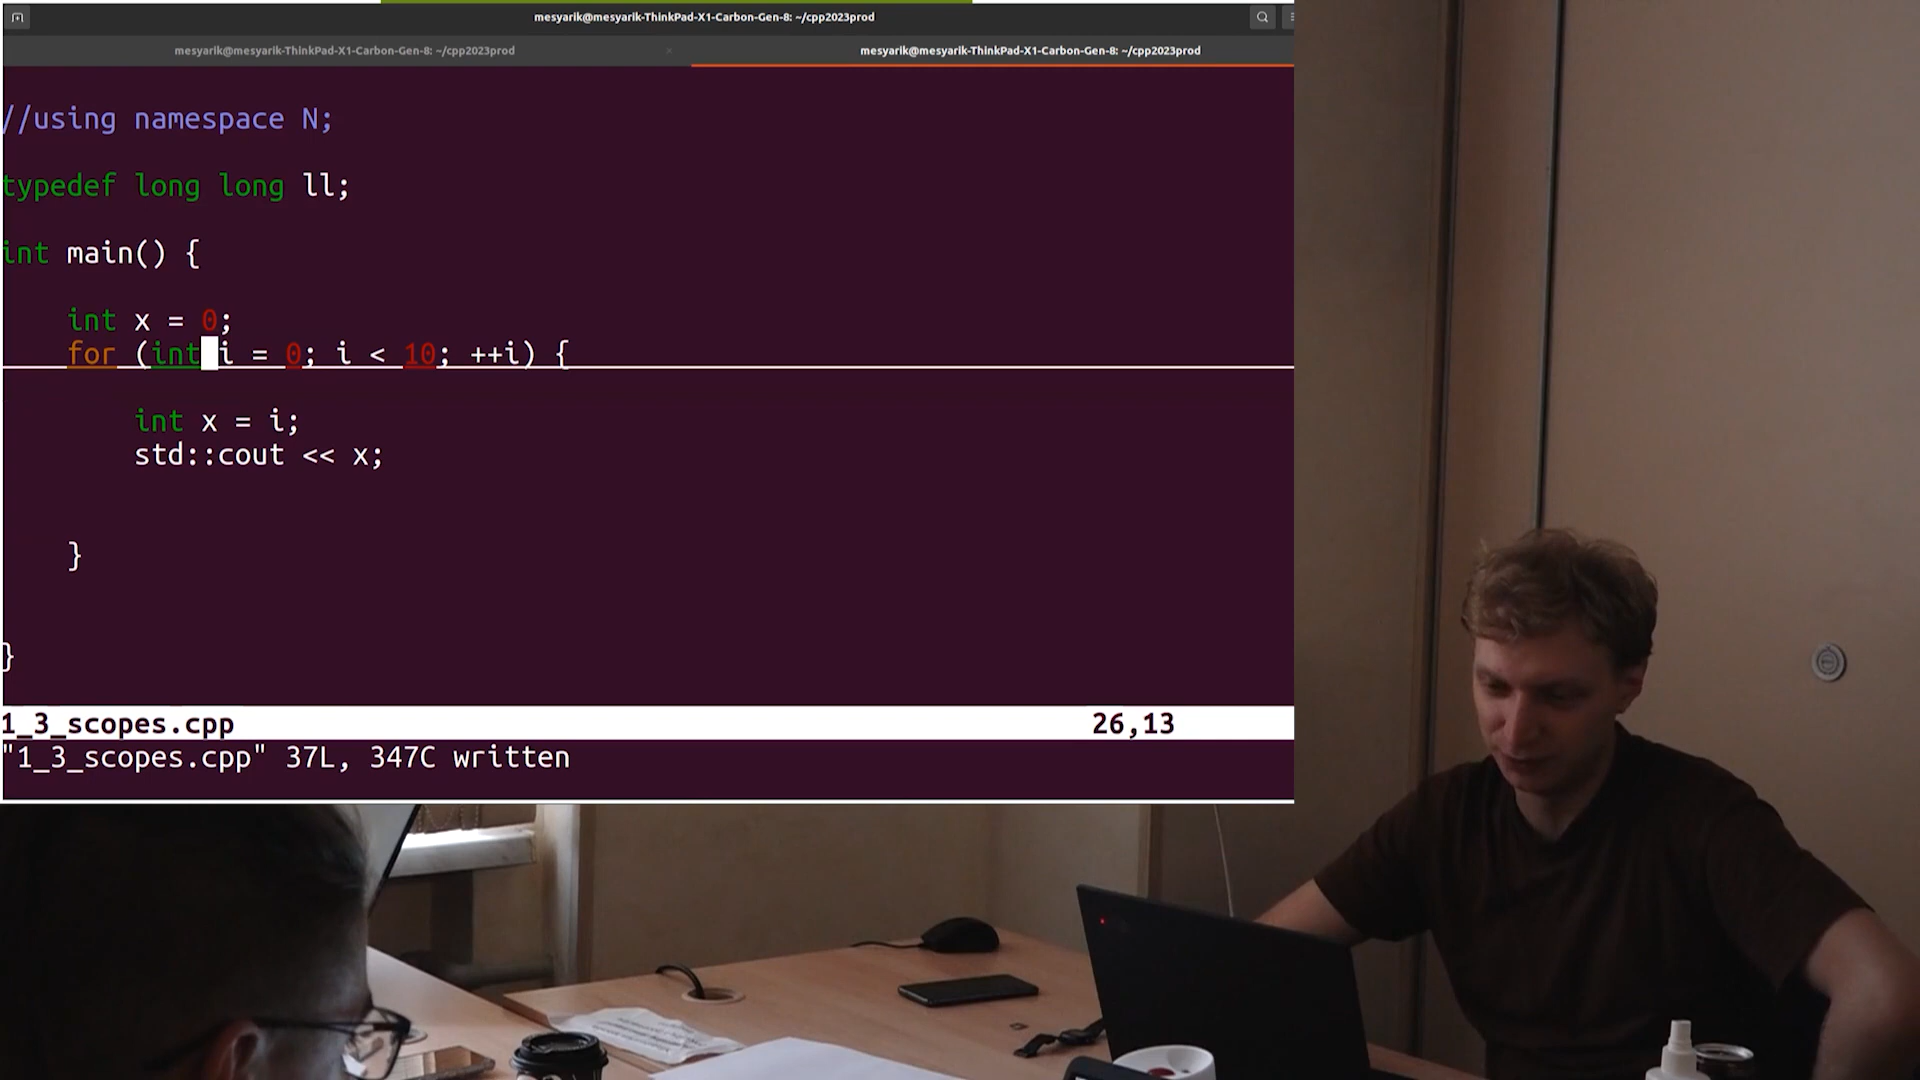 mesyarik@mesyarik-ThinkPad-X1-Carbon-Gen-8: ~/cpp2023prod
mesyarik@mesyarik-ThinkPad-X1-Carbon-Gen-8: ~/cpp2023prod
mesyarik@mesyarik-ThinkPad-X1-Carbon-Gen-8: ~/cpp2023prod
//using namespace N;
typedef long long ll;
int main() {
int x = 0;
for (int i = 0; i < 10; ++i) {
int x = i;
std::cout << x;
}
}
1_3_scopes.cpp 26,13
"1_3_scopes.cpp" 37L, 347C written